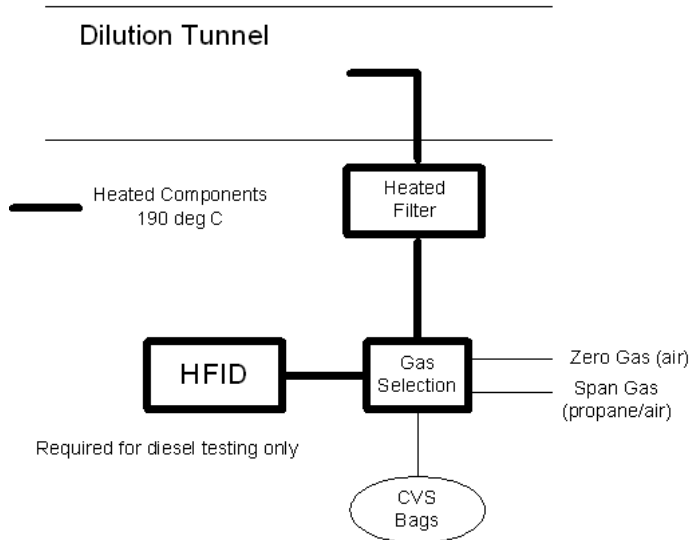 Dilution Tunnel
Heated Components
190 deg C
Heated
Filter
HFID
Gas
Selection
Zero Gas (air)
Span Gas
(propane/air)
Required for diesel testing only
CVS
Bags